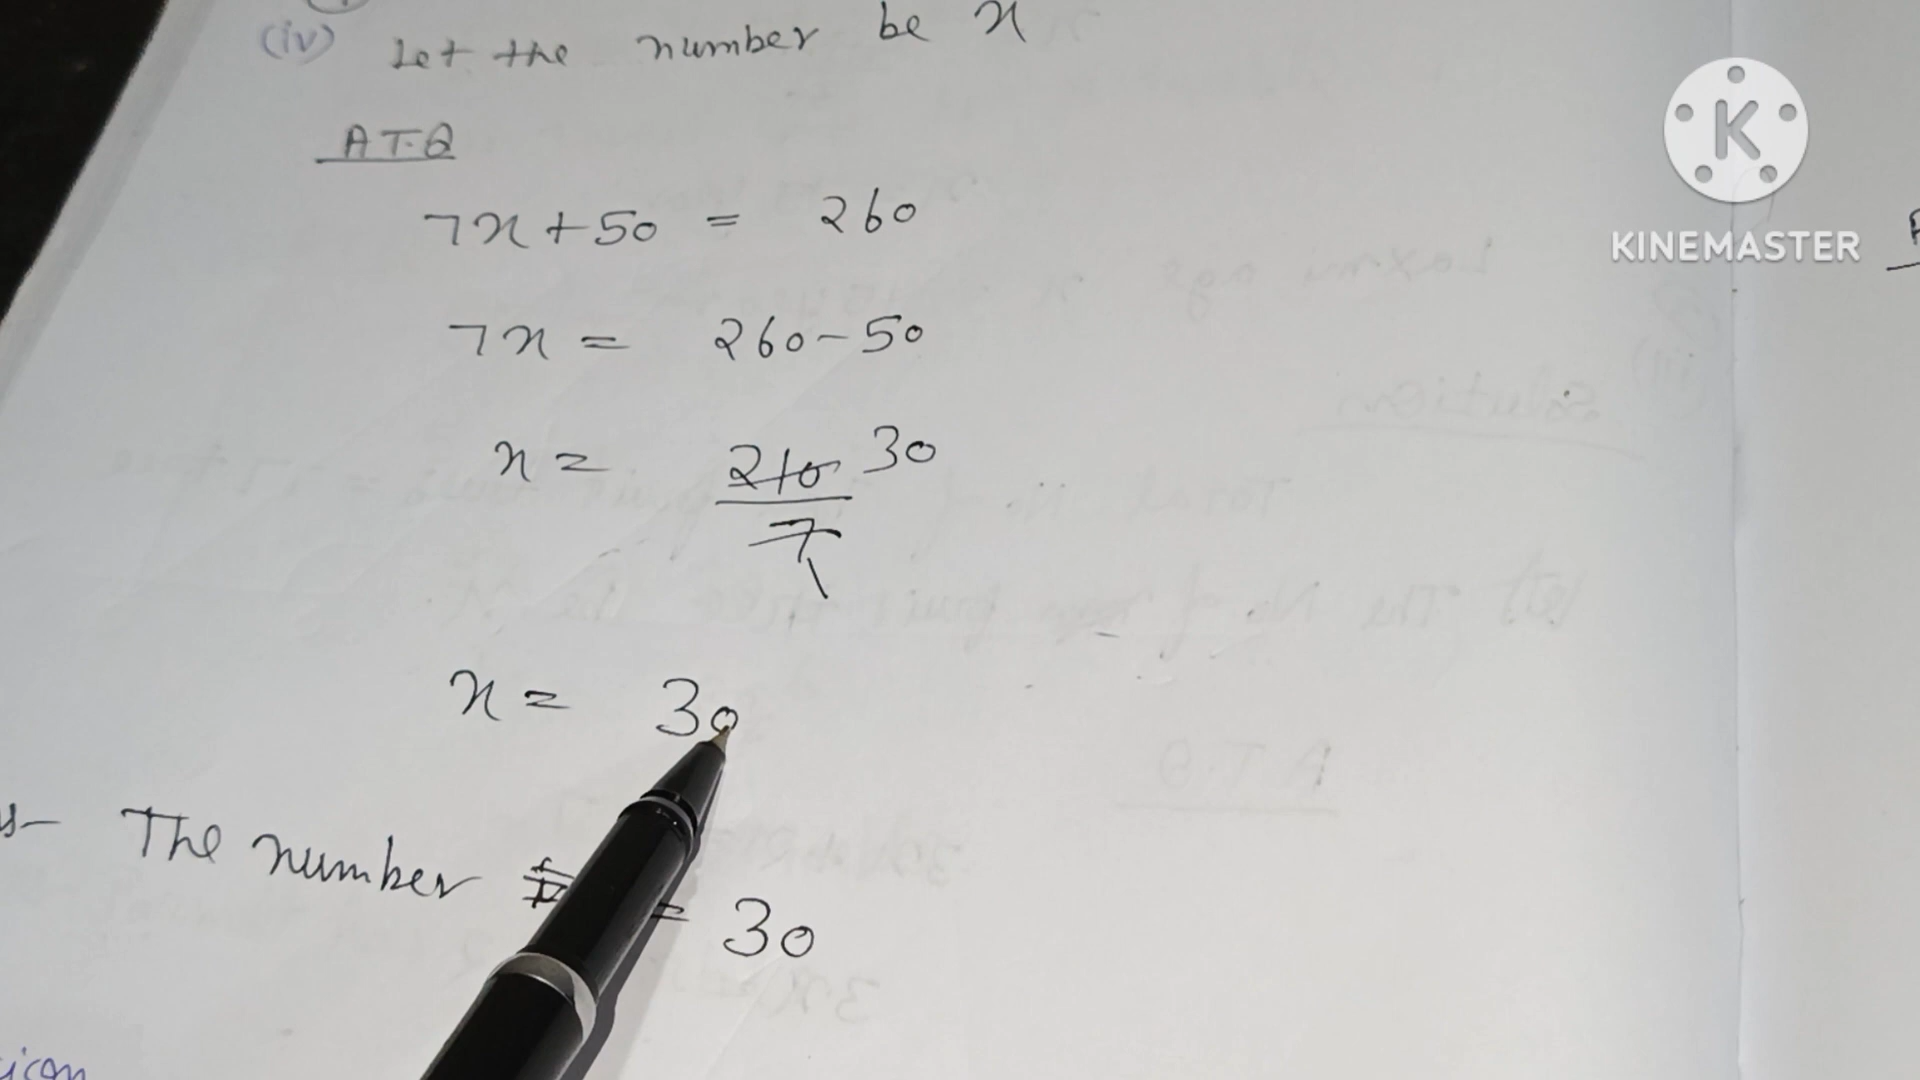 (iv) Let the number be x
A.T.Q
7x+50 = 260
7x = 260-50
x = 210 30
7
x = 30
The number = 30
KINEMASTER